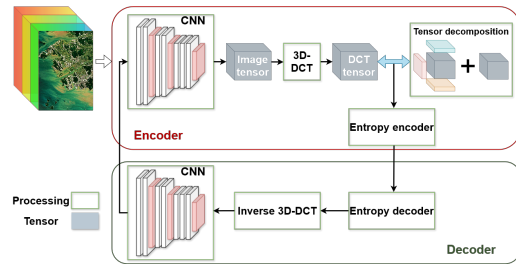 CNN
Image
tensor
3D-
DCT
DCT
tensor
Tensor decomposition
Encoder
Entropy encoder
CNN
Processing
Tensor
Inverse 3D-DCT
Entropy decoder
Decoder